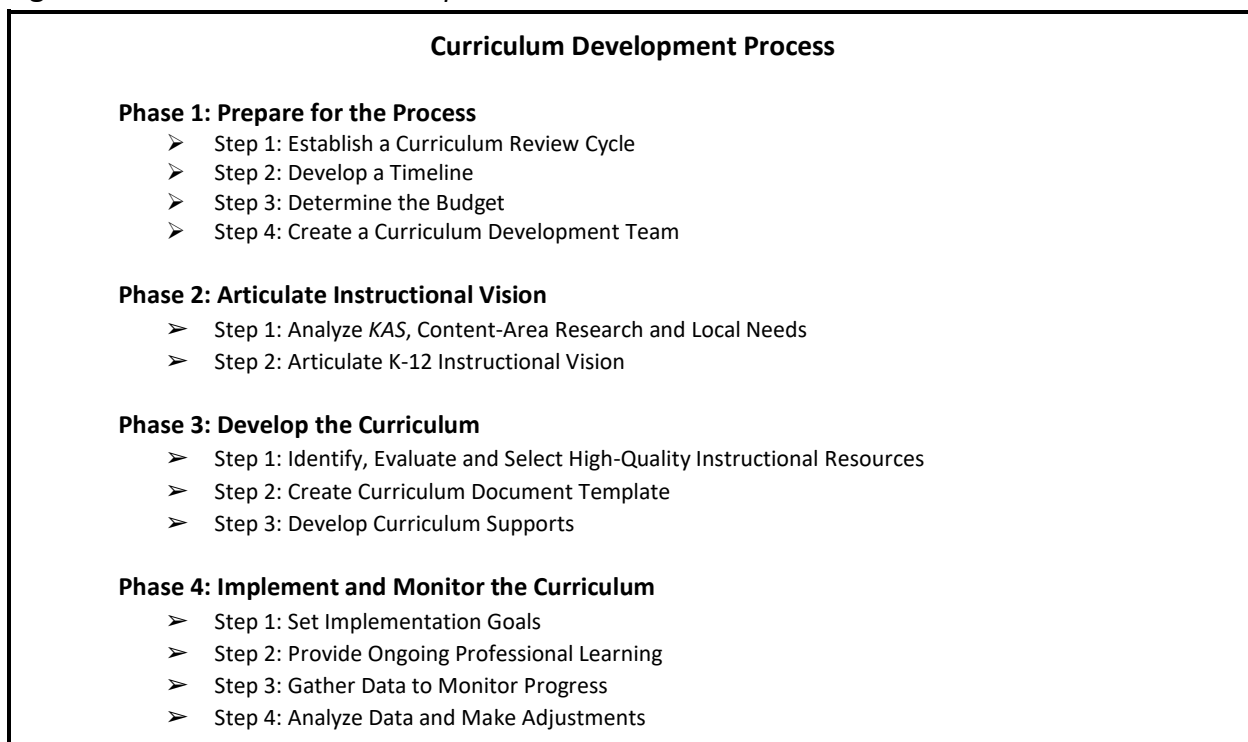 Curriculum Development Process
Phase 1: Prepare for the Process
➢ Step 1: Establish a Curriculum Review Cycle
➢ Step 2: Develop a Timeline
➢ Step 3: Determine the Budget
➢ Step 4: Create a Curriculum Development Team
Phase 2: Articulate Instructional Vision
➢ Step 1: Analyze KAS, Content-Area Research and Local Needs
➢ Step 2: Articulate K-12 Instructional Vision
Phase 3: Develop the Curriculum
➢ Step 1: Identify, Evaluate and Select High-Quality Instructional Resources
➢ Step 2: Create Curriculum Document Template
➢ Step 3: Develop Curriculum Supports
Phase 4: Implement and Monitor the Curriculum
➢ Step 1: Set Implementation Goals
➢ Step 2: Provide Ongoing Professional Learning
➢ Step 3: Gather Data to Monitor Progress
➢ Step 4: Analyze Data and Make Adjustments